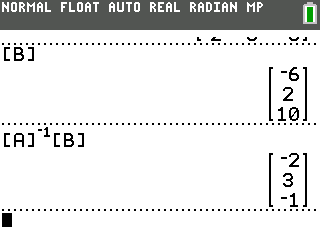 NORMAL FLOAT AUTO REAL RADIAN MP
[B]
[-6]
[2]
[10]
[A]⁻¹[B]
[-2]
[3]
[-1]